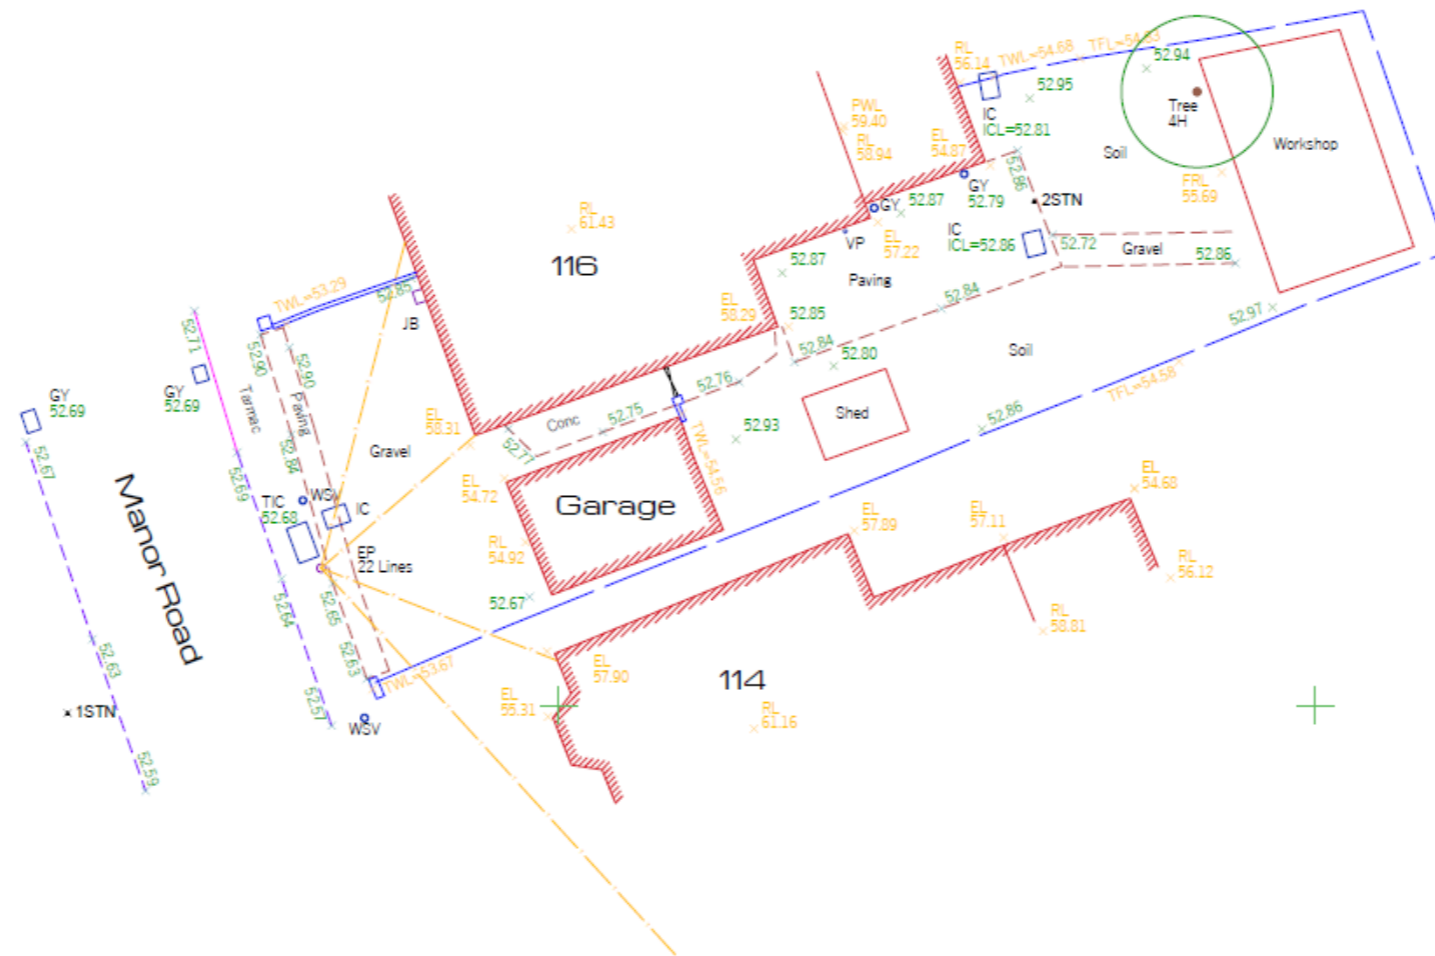 RL
56.14
TWL=54.68
TFL=54.83
52.94
52.95
IC
ICL=52.81
Tree
4H
Workshop
Soil
PWL
59.40
RL
58.94
EL
54.87
52.86
GY
52.79
2STN
FRL
55.69
GY
52.87
IC
ICL=52.86
52.72
Gravel
52.86
EL
57.22
VP
RL
61.43
116
52.87
Paving
TWL=53.29
52.85
JB
EL
58.29
52.85
52.84
52.97
52.84
52.80
Soil
TFL=54.58
52.71
52.90
52.90
GY
52.69
GY
52.69
Tarmac
Paving
52.76
Shed
52.86
EL
58.31
Conc
52.75
52.93
TWL=54.56
52.77
Gravel
52.84
52.67
52.69
EL
54.72
Garage
EL
54.68
EL
57.89
EL
57.11
TIC
52.68
WSV
IC
RL
54.92
EP
22 Lines
RL
56.12
Manor Road
52.64
52.65
52.67
RL
58.81
52.63
52.63
TWL=53.67
EL
57.90
114
EL
55.31
RL
61.16
1STN
52.57
WSV
52.59